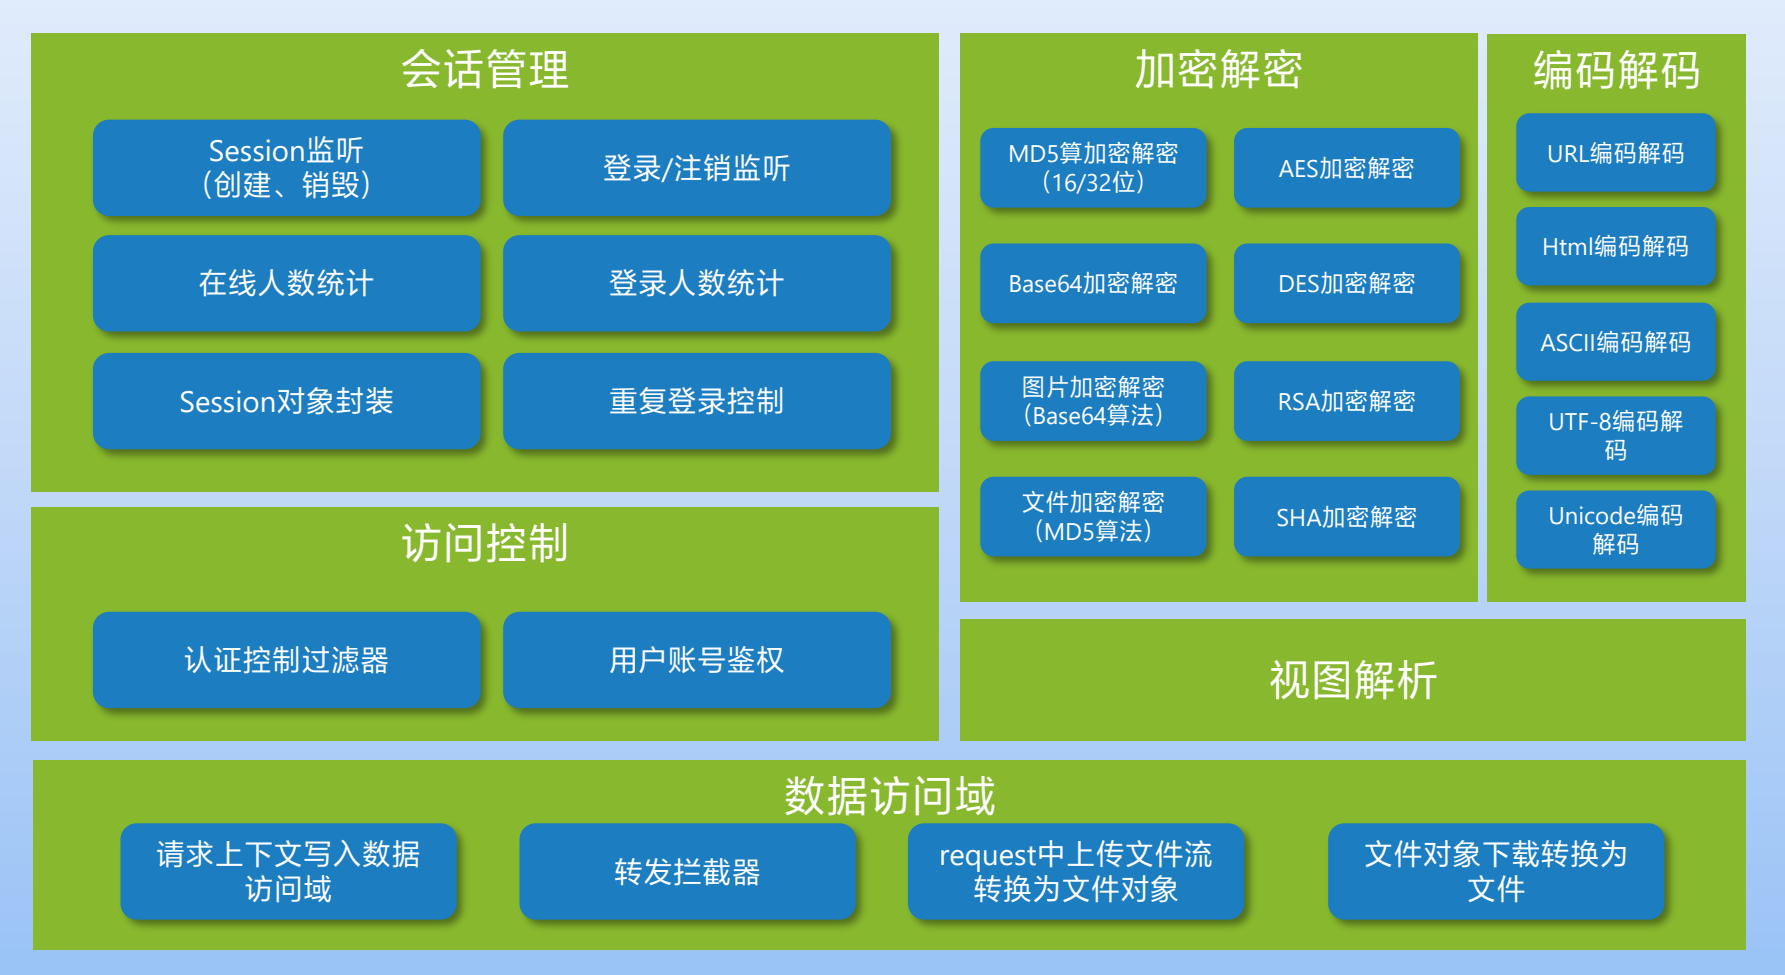 会话管理
Session监听
（创建、销毁）
登录/注销监听
在线人数统计
登录人数统计
Session对象封装
重复登录控制
加密解密
MD5算加密解密
（16/32位）
AES加密解密
Base64加密解密
DES加密解密
图片加密解密
（Base64算法）
RSA加密解密
文件加密解密
（MD5算法）
SHA加密解密
编码解码
URL编码解码
Html编码解码
ASCII编码解码
UTF-8编码解
码
Unicode编码
解码
访问控制
认证控制过滤器
用户账号鉴权
视图解析
数据访问域
请求上下文写入数据
访问域
转发拦截器
request中上传文件流
转换为文件对象
文件对象下载转换为
文件